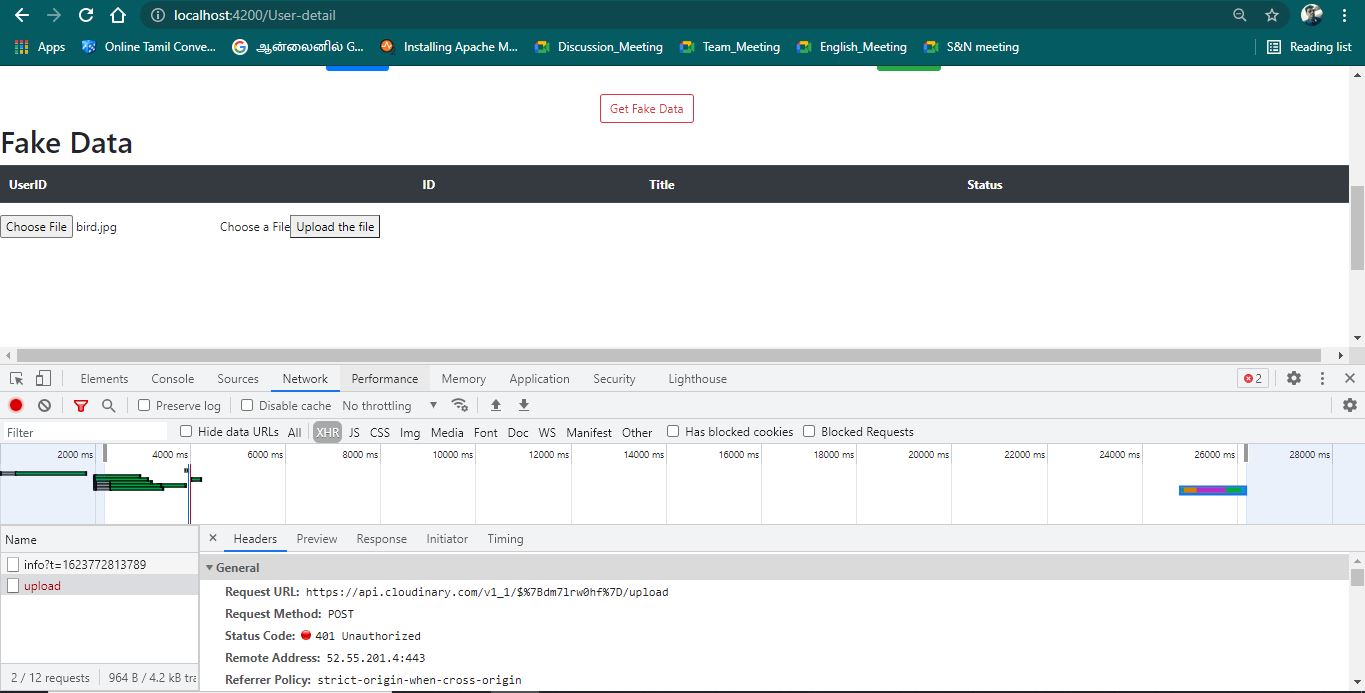 localhost:4200/User-detail
Apps Online Tamil Conve... ஆன்லைனில் G... Installing Apache M... Discussion_Meeting Team_Meeting English_Meeting S&N meeting Reading list
Get Fake Data
Fake Data
UserID ID Title Status
Choose File bird.jpg Choose a File Upload the file
Elements Console Sources Network Performance Memory Application Security Lighthouse 2
Preserve log Disable cache No throttling
Filter Hide data URLs All XHR JS CSS Img Media Font Doc WS Manifest Other Has blocked cookies Blocked Requests
2000 ms 4000 ms 6000 ms 8000 ms 10000 ms 12000 ms 14000 ms 16000 ms 18000 ms 20000 ms 22000 ms 24000 ms 26000 ms 28000 ms
Name Headers Preview Response Initiator Timing
info?t=1623772813789 General
upload Request URL: https://api.cloudinary.com/v1_1/$%7Bdm7lrw0hf%7D/upload
Request Method: POST
Status Code: 401 Unauthorized
Remote Address: 52.55.201.4:443
2 / 12 requests 964 B / 4.2 kB tra Referrer Policy: strict-origin-when-cross-origin